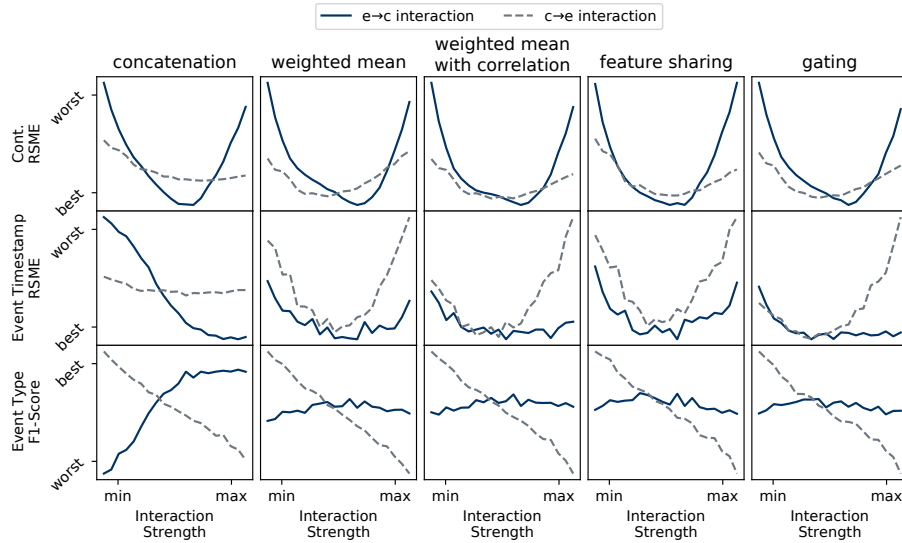 e→c interaction
c→e interaction
concatenation
weighted mean
weighted mean
with correlation
feature sharing
gating
Cont.
RSME
worst
best
Event Timestamp
RSME
worst
best
Event Type
F1-Score
best
worst
min
max
min
max
min
max
min
max
min
max
Interaction
Strength
Interaction
Strength
Interaction
Strength
Interaction
Strength
Interaction
Strength